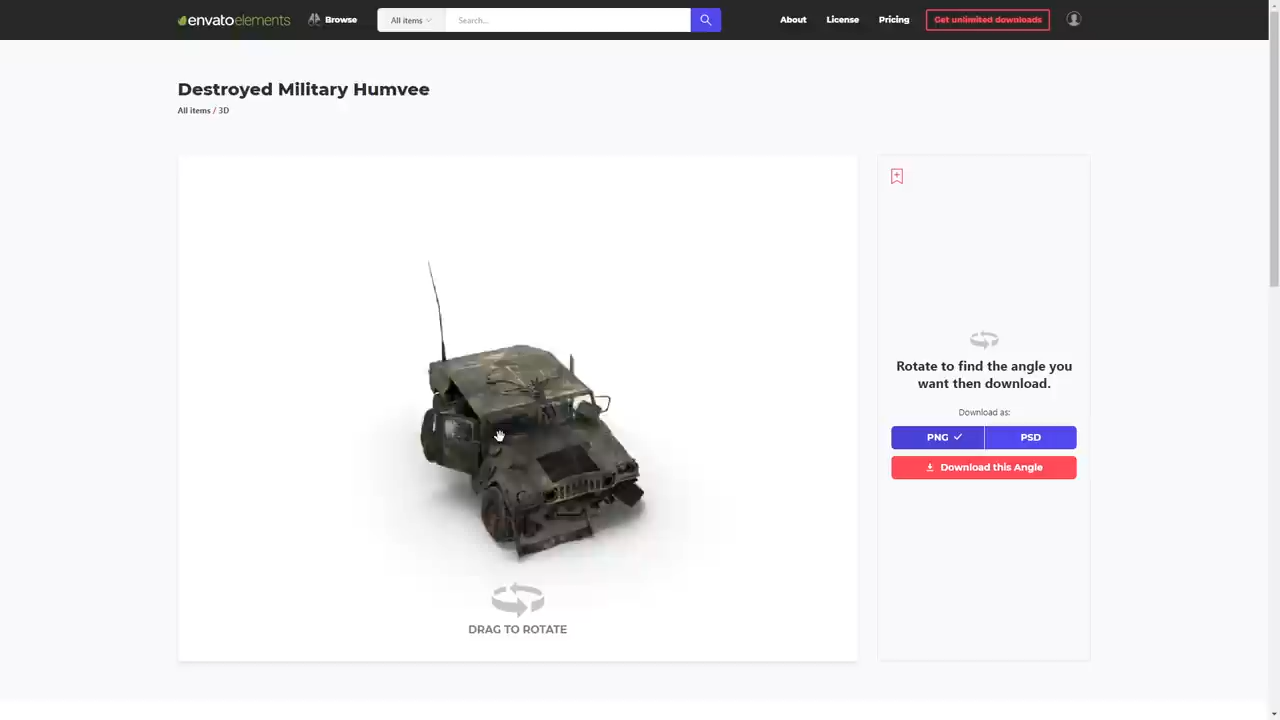 envatoelements
Browse
All items
Search...
About
License
Pricing
Get unlimited downloads
Destroyed Military Humvee
All items / 3D
DRAG TO ROTATE
Rotate to find the angle you
want then download.
Download as:
PNG
PSD
Download this Angle